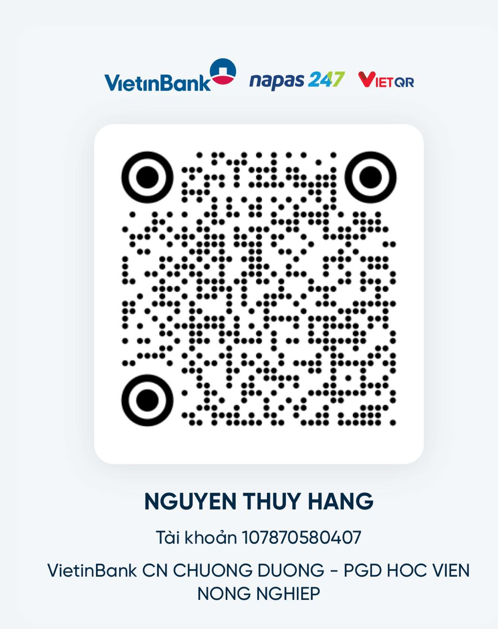 VietinBank napas 247 VIETQR
NGUYEN THUY HANG
Tài khoản 107870580407
VietinBank CN CHUONG DUONG - PGD HOC VIEN
NONG NGHIEP